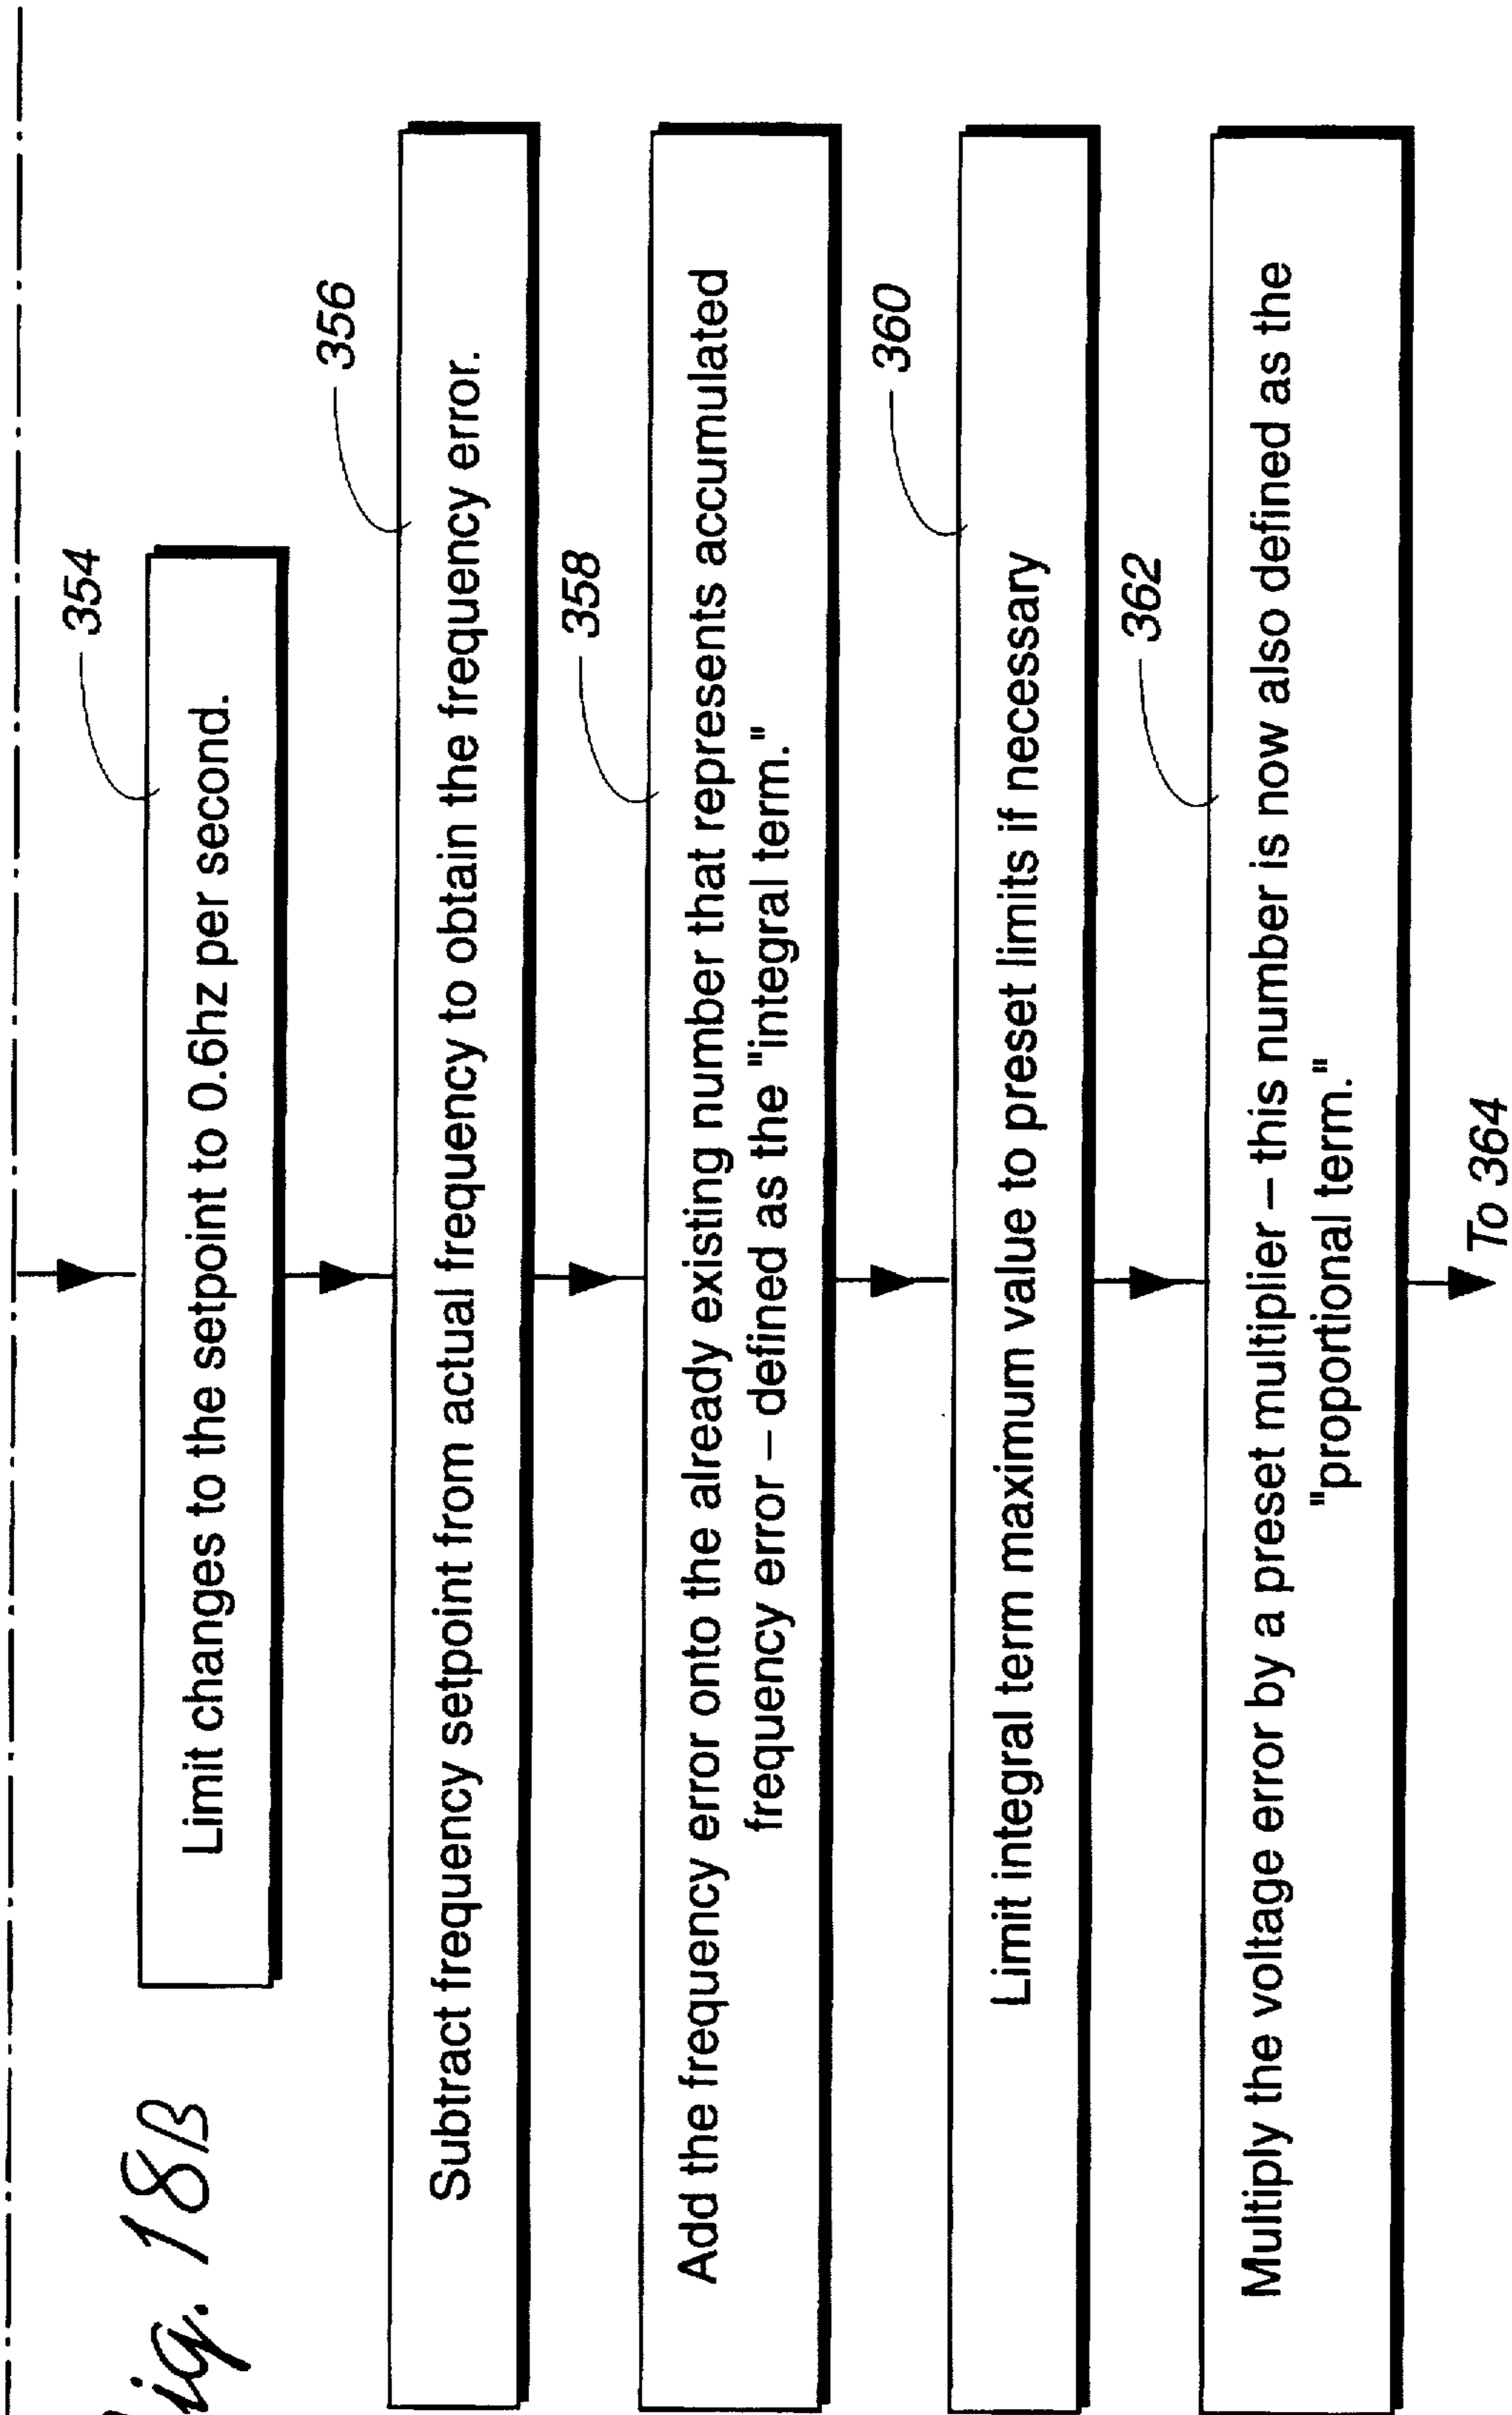 Fig. 18B
354
Limit changes to the setpoint to 0.6hz per second.
356
Subtract frequency setpoint from actual frequency to obtain the frequency error.
358
Add the frequency error onto the already existing number that represents accumulated
frequency error – defined as the "integral term."
360
Limit integral term maximum value to preset limits if necessary
362
Multiply the voltage error by a preset multiplier – this number is now also defined as the
"proportional term."
To 364